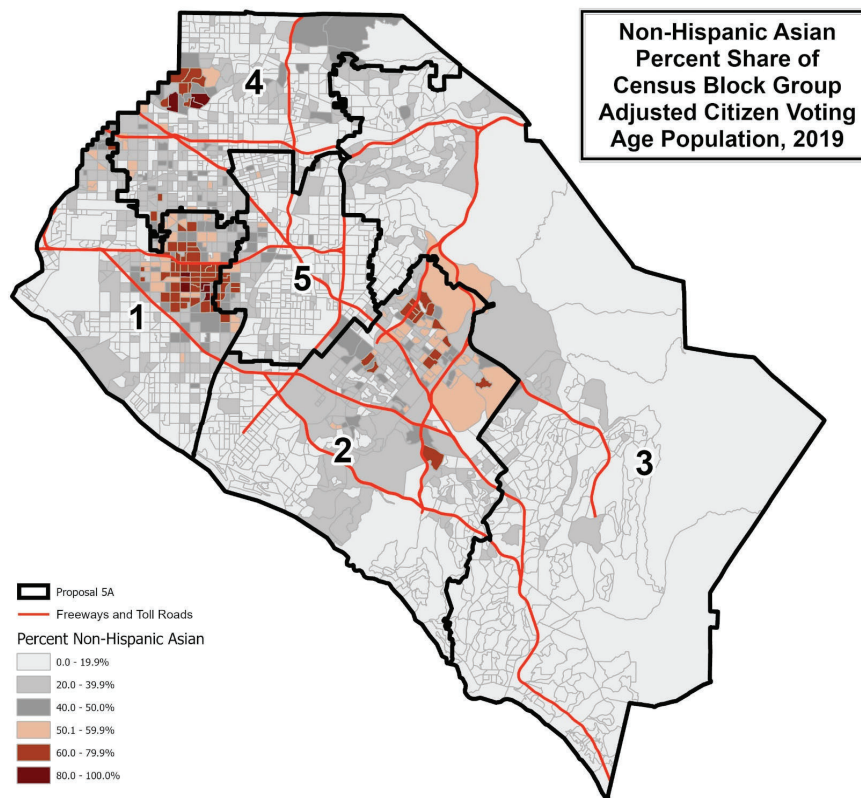 Non-Hispanic Asian
Percent Share of
Census Block Group
Adjusted Citizen Voting
Age Population, 2019
4
5
1
2
3
Proposal 5A
Freeways and Toll Roads
Percent Non-Hispanic Asian
0.0 - 19.9%
20.0 - 39.9%
40.0 - 50.0%
50.1 - 59.9%
60.0 - 79.9%
80.0 - 100.0%